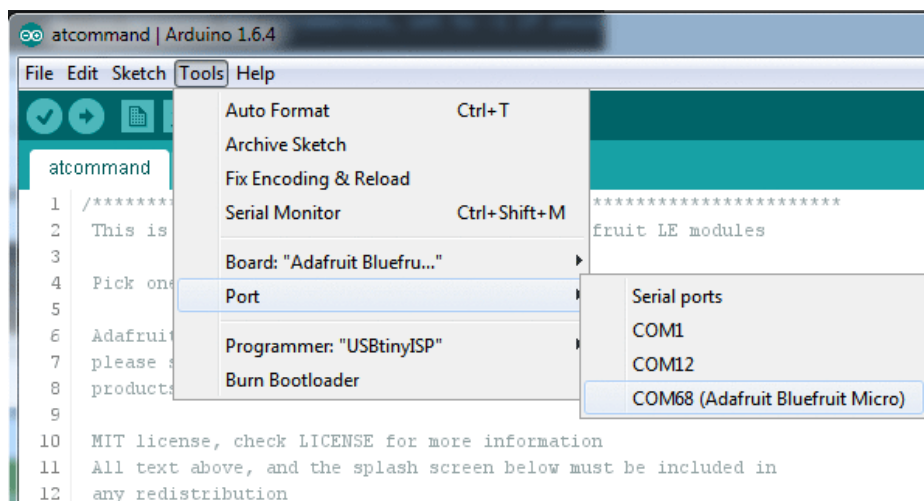 atcommand | Arduino 1.6.4
File Edit Sketch Tools Help
Auto Format Ctrl+T
Archive Sketch
Fix Encoding & Reload
Serial Monitor Ctrl+Shift+M
Board: "Adafruit Bluefru..."
Port
Programmer: "USBtinyISP"
Burn Bootloader
Serial ports
COM1
COM12
COM68 (Adafruit Bluefruit Micro)
atcommand
1 /********* ***********************
2 This is fruit LE modules
3
4 Pick one
5
6 Adafruit
7 please
8 products
9
10 MIT license, check LICENSE for more information
11 All text above, and the splash screen below must be included in
12 any redistribution